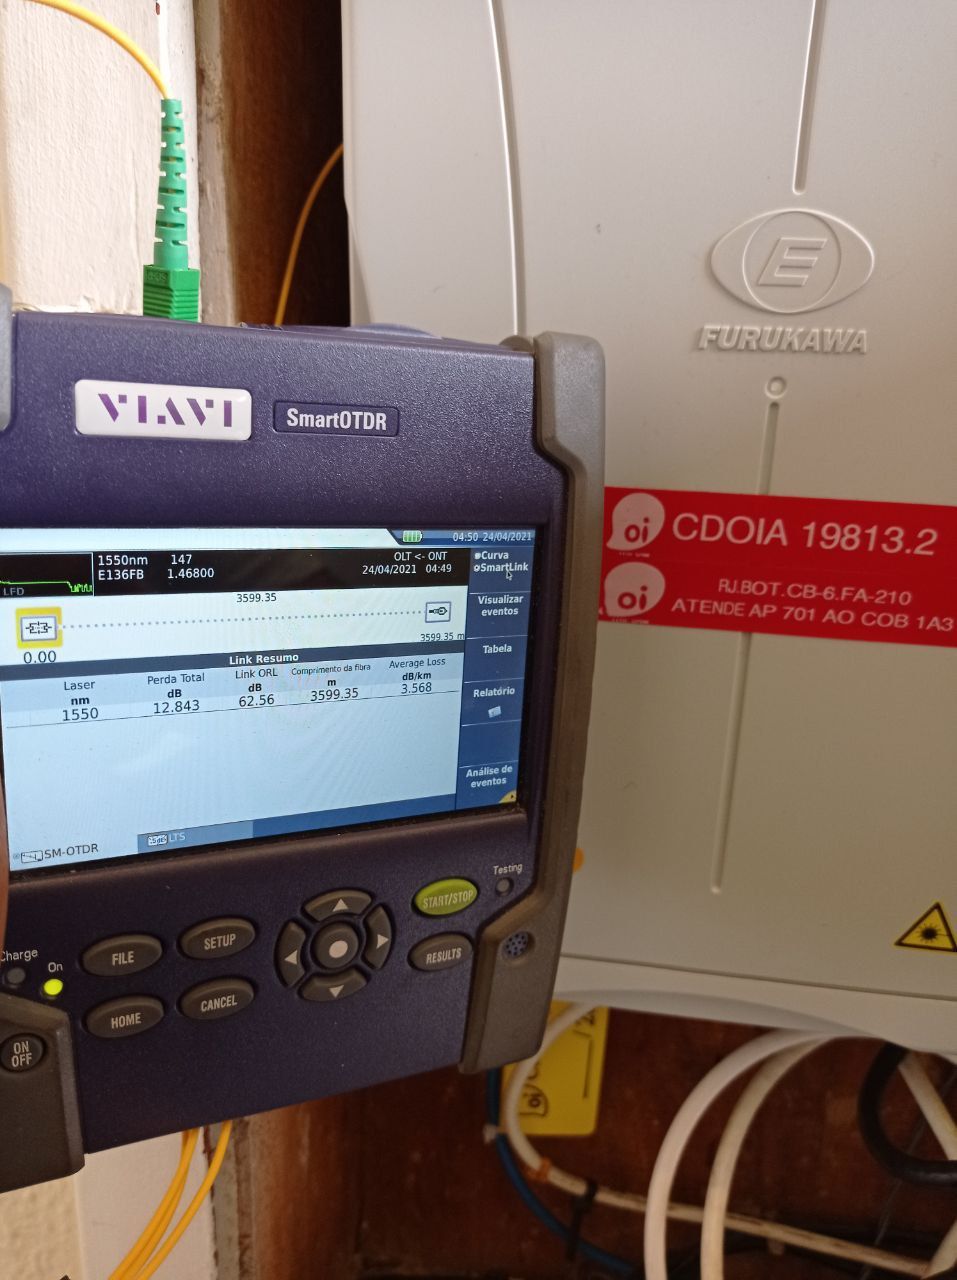 VIAVI
SmartOTDR
E
FURUKAWA
oi
CDOIA 19813.2
oi
RJ.BOT.CB-6.FA-210
ATENDE AP 701 AO COB 1A3
04:50 24/04/2021
1550nm 147
E136FB 1.46800
OLT <- ONT
24/04/2021 04:49
LFD
Curva
SmartLink
3599.35
3599.35 m
0.00
Visualizar
eventos
Tabela
Relatório
Análise de
eventos
Link Resumo
Laser Perda Total Link ORL Comprimento da fibra Average Loss
nm dB dB m dB/km
1550 12.843 62.56 3599.35 3.568
SM-OTDR
LTS
Testing
START/STOP
RESULTS
SETUP
FILE
CANCEL
HOME
Charge
On
ON
OFF
oi